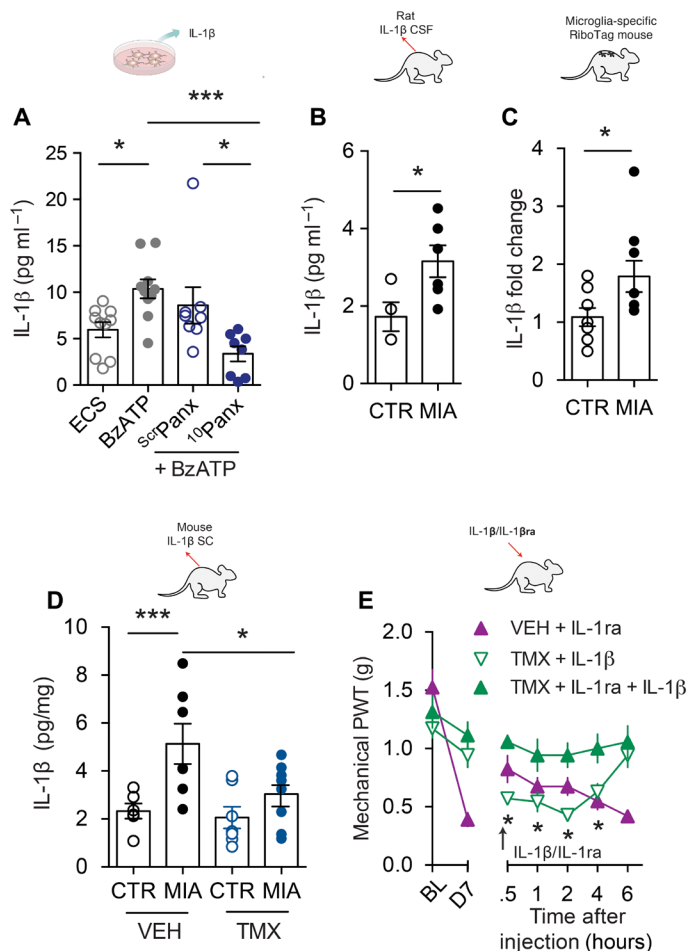 IL-1β
Rat
IL-1β CSF
Microglia-specific
RiboTag mouse
A
***
*
*
IL-1β (pg ml⁻¹)
25
20
15
10
5
0
ECS
BzATP
ScrPanx
10Panx
+ BzATP
B
*
IL-1β (pg ml⁻¹)
6
4
2
0
CTR MIA
C
*
IL-1β fold change
4
3
2
1
0
CTR MIA
Mouse
IL-1β SC
D
***
*
IL-1β (pg/mg)
10
8
6
4
2
0
CTR MIA CTR MIA
VEH TMX
IL-1β/IL-1βra
E
VEH + IL-1ra
TMX + IL-1β
TMX + IL-1ra + IL-1β
Mechanical PWT (g)
2.0
1.5
1.0
0.5
0.0
* * * *
IL-1β/IL-1ra
BL D7 .5 1 2 4 6
Time after
injection (hours)